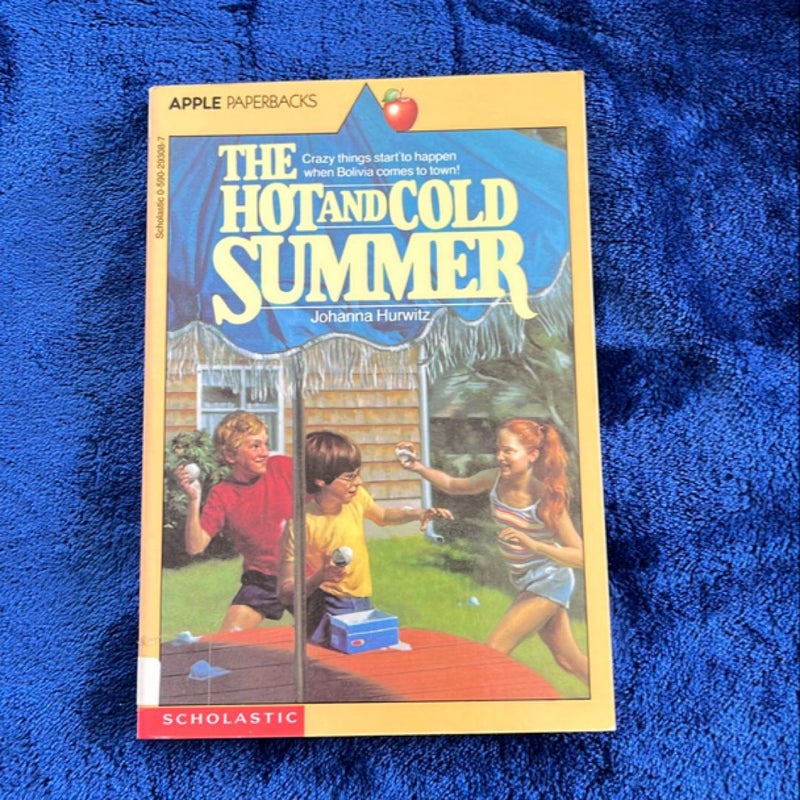 APPLE PAPERBACKS
Scholastic 0-590-29308-7
THE
Crazy things start to happen
when Bolivia comes to town!
HOT AND COLD
SUMMER
Johanna Hurwitz
SCHOLASTIC